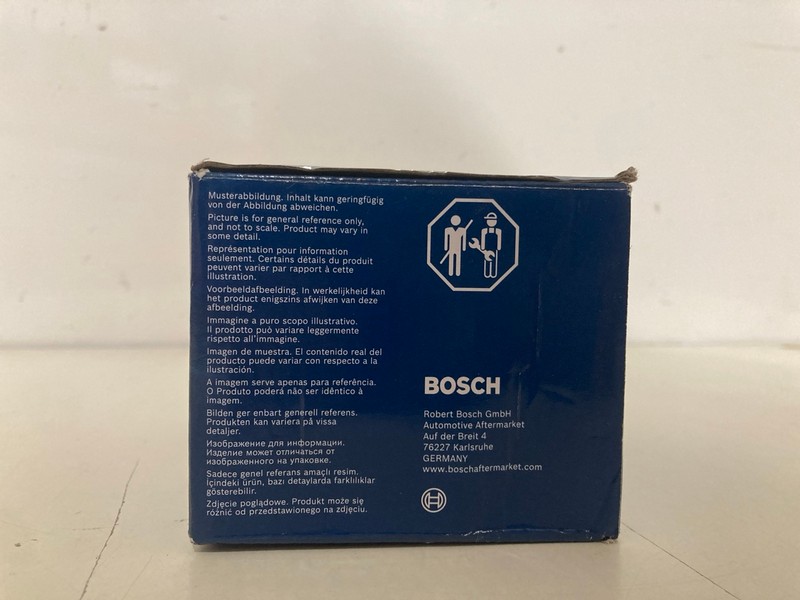 Musterabbildung. Inhalt kann geringfügig
von der Abbildung abweichen.
Picture is for general reference only,
and not to scale. Product may vary in
some detail.
Représentation pour information
seulement. Certains détails du produit
peuvent varier par rapport à cette
illustration.
Voorbeeldafbeelding. In werkelijkheid kan
het product enigszins afwijken van deze
afbeelding.
Immagine a puro scopo illustrativo.
Il prodotto può variare leggermente
rispetto all'immagine.
Imagen de muestra. El contenido real del
producto puede variar con respecto a la
ilustración.
A imagem serve apenas para referência.
O Produto poderá não ser idêntico à
imagem.
Bilden ger enbart generell referens.
Produkten kan variera på vissa
detaljer.
Изображение для информации.
Изделие может отличаться от
изображенного на упаковке.
Sadece genel referans amaçlı resim.
İçindeki ürün, bazı detaylarda farklılıklar
gösterebilir.
Zdjęcie poglądowe. Produkt może się
różnić od przedstawionego na zdjęciu.
BOSCH
Robert Bosch GmbH
Automotive Aftermarket
Auf der Breit 4
76227 Karlsruhe
GERMANY
www.boschaftermarket.com